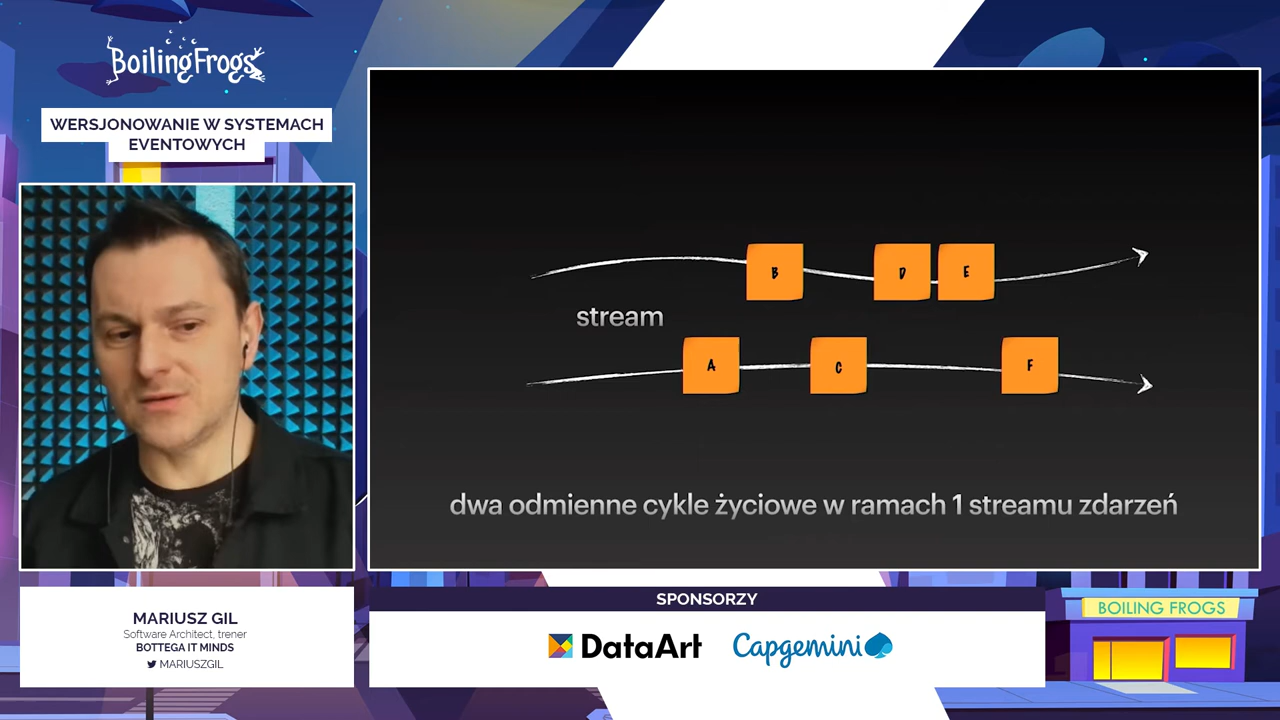 BoilingFrogs
WERSJONOWANIE W SYSTEMACH
EVENTOWYCH
B
D
E
stream
A
C
F
dwa odmienne cykle życiowe w ramach 1 streamu zdarzeń
MARIUSZ GIL
Software Architect, trener
BOTTEGA IT MINDS
MARIUSZGIL
SPONSORZY
DataArt
Capgemini
BOILING FROGS